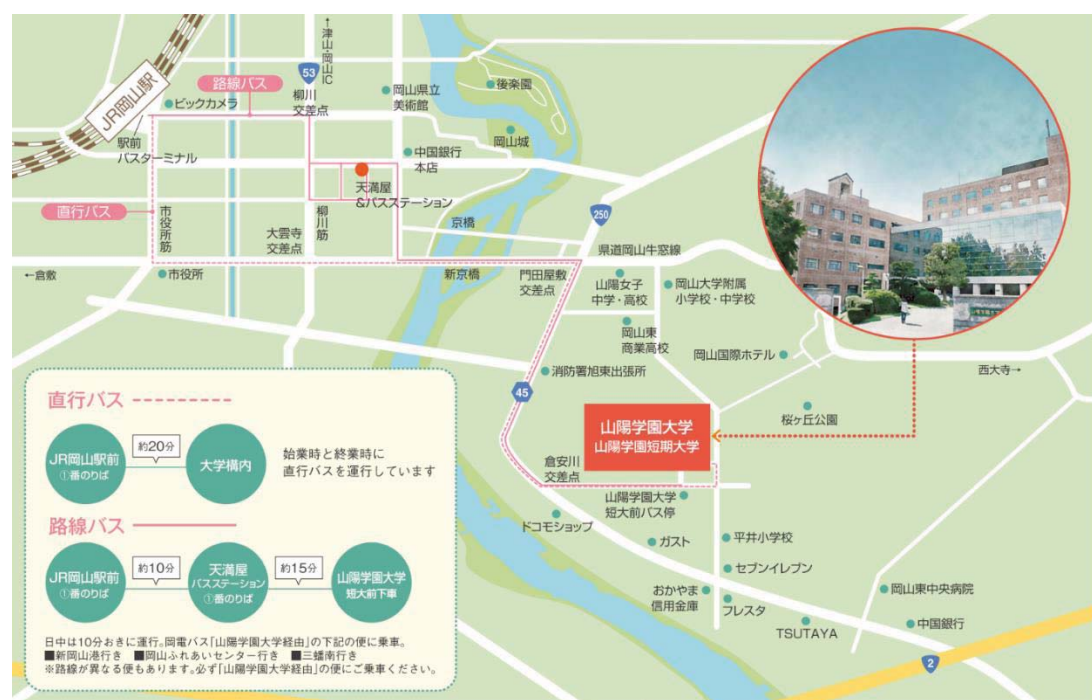 ↑津山・岡山IC
53
路線バス
JR岡山駅
ビックカメラ
柳川
交差点
岡山県立
美術館
後楽園
岡山城
駅前
バスターミナル
中国銀行
本店
天満屋
&バスステーション
直行バス
市役所筋
大雲寺
交差点
柳川筋
京橋
250
県道岡山牛窓線
←倉敷
市役所
新京橋
門田屋敷
交差点
山陽女子
中学・高校
岡山大学附属
小学校・中学校
岡山東
商業高校
岡山国際ホテル
消防署旭東出張所
西大寺→
45
桜ヶ丘公園
山陽学園大学
山陽学園短期大学
倉安川
交差点
山陽学園大学
短大前バス停
ドコモショップ
ガスト
平井小学校
セブンイレブン
おかやま
信用金庫
フレスタ
TSUTAYA
岡山東中央病院
中国銀行
2
直行バス
JR岡山駅前
①番のりば
約20分
大学構内
始業時と終業時に
直行バスを運行しています
路線バス
JR岡山駅前
①番のりば
約10分
天満屋
バスステーション
①番のりば
約15分
山陽学園大学
短大前下車
日中は10分おきに運行。岡電バス「山陽学園大学経由」の下記の便に乗車。
■新岡山港行き ■岡山ふれあいセンター行き ■三蟠南行き
※路線が異なる便もあります。必ず「山陽学園大学経由」の便にご乗車ください。